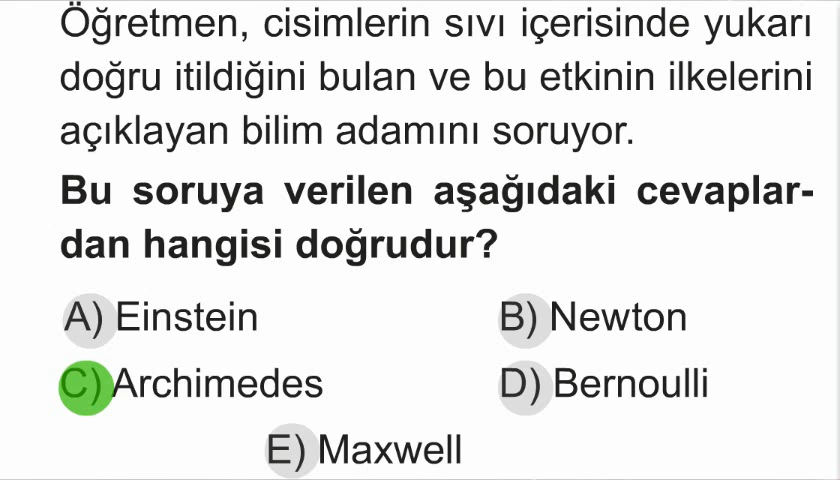 Öğretmen, cisimlerin sıvı içerisinde yukarı
doğru itildiğini bulan ve bu etkinin ilkelerini
açıklayan bilim adamını soruyor.
Bu soruya verilen aşağıdaki cevaplar-
dan hangisi doğrudur?
A) Einstein B) Newton
C) Archimedes D) Bernoulli
E) Maxwell